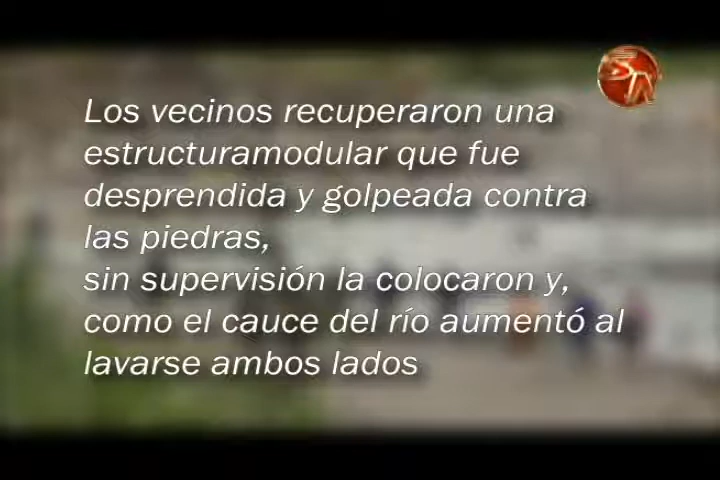 Los vecinos recuperaron una
estructuramodular que fue
desprendida y golpeada contra
las piedras,
sin supervisión la colocaron y,
como el cauce del río aumentó al
lavarse ambos lados